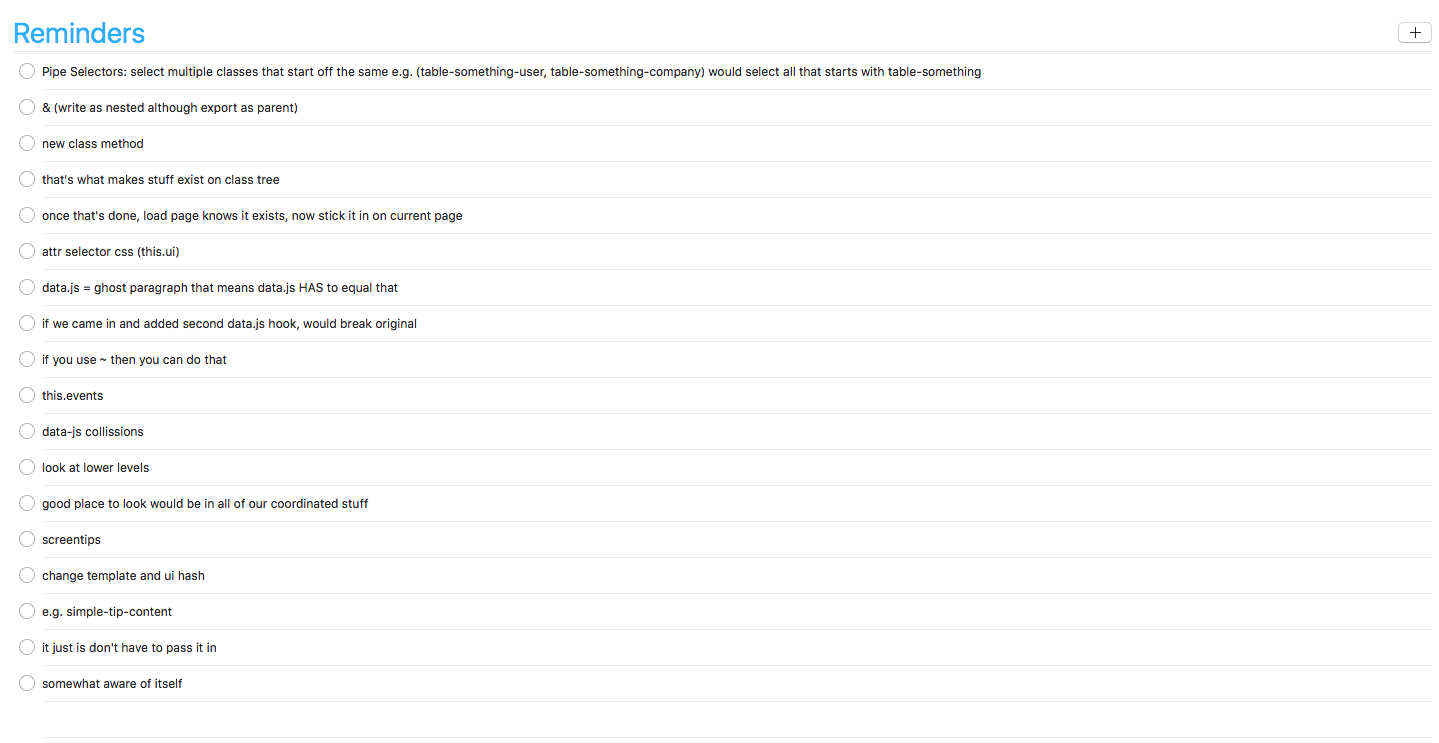 Reminders
Pipe Selectors: select multiple classes that start off the same e.g. (table-something-user, table-something-company) would select all that starts with table-something
& (write as nested although export as parent)
new class method
that's what makes stuff exist on class tree
once that's done, load page knows it exists, now stick it in on current page
attr selector css (this.ui)
data.js = ghost paragraph that means data.js HAS to equal that
if we came in and added second data.js hook, would break original
if you use ~ then you can do that
this.events
data-js collissions
look at lower levels
good place to look would be in all of our coordinated stuff
screentips
change template and ui hash
e.g. simple-tip-content
it just is don't have to pass it in
somewhat aware of itself